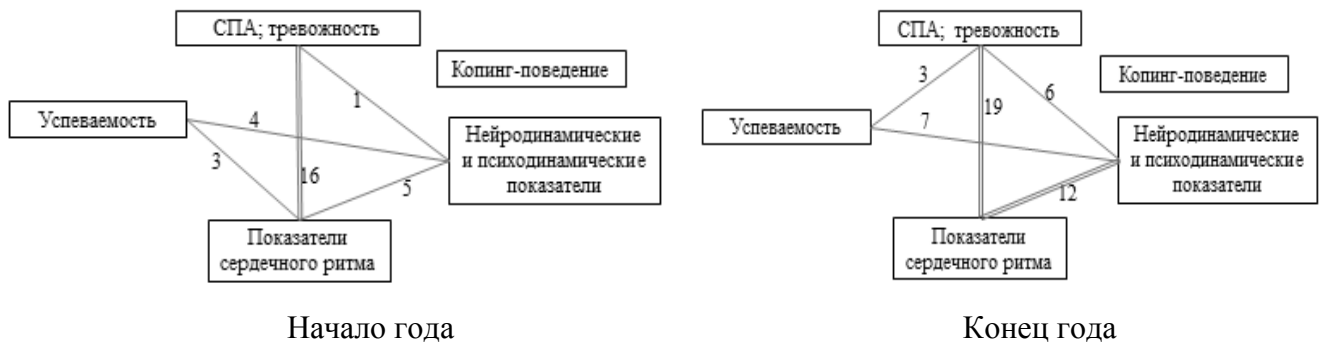 СПА; тревожность
Копинг-поведение
Успеваемость
1
4
3
16
5
Нейродинамические
и психодинамические
показатели
Показатели
сердечного ритма
Начало года
СПА; тревожность
Копинг-поведение
Успеваемость
3
6
19
7
12
Нейродинамические
и психодинамические
показатели
Показатели
сердечного ритма
Конец года